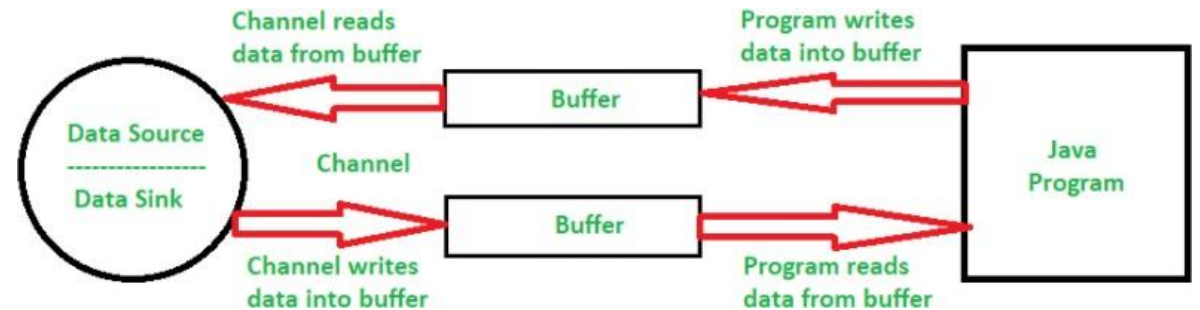 Channel reads
data from buffer
Program writes
data into buffer
Buffer
Data Source
-----------------
Data Sink
Channel
Java
Program
Buffer
Channel writes
data into buffer
Program reads
data from buffer